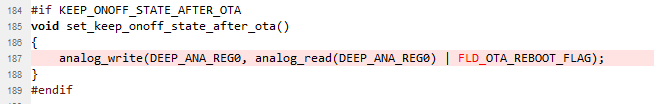 184 #if KEEP_ONOFF_STATE_AFTER_OTA
185 void set_keep_onoff_state_after_ota()
186 {
187 analog_write(DEEP_ANA_REG0, analog_read(DEEP_ANA_REG0) | FLD_OTA_REBOOT_FLAG);
188 }
189 #endif